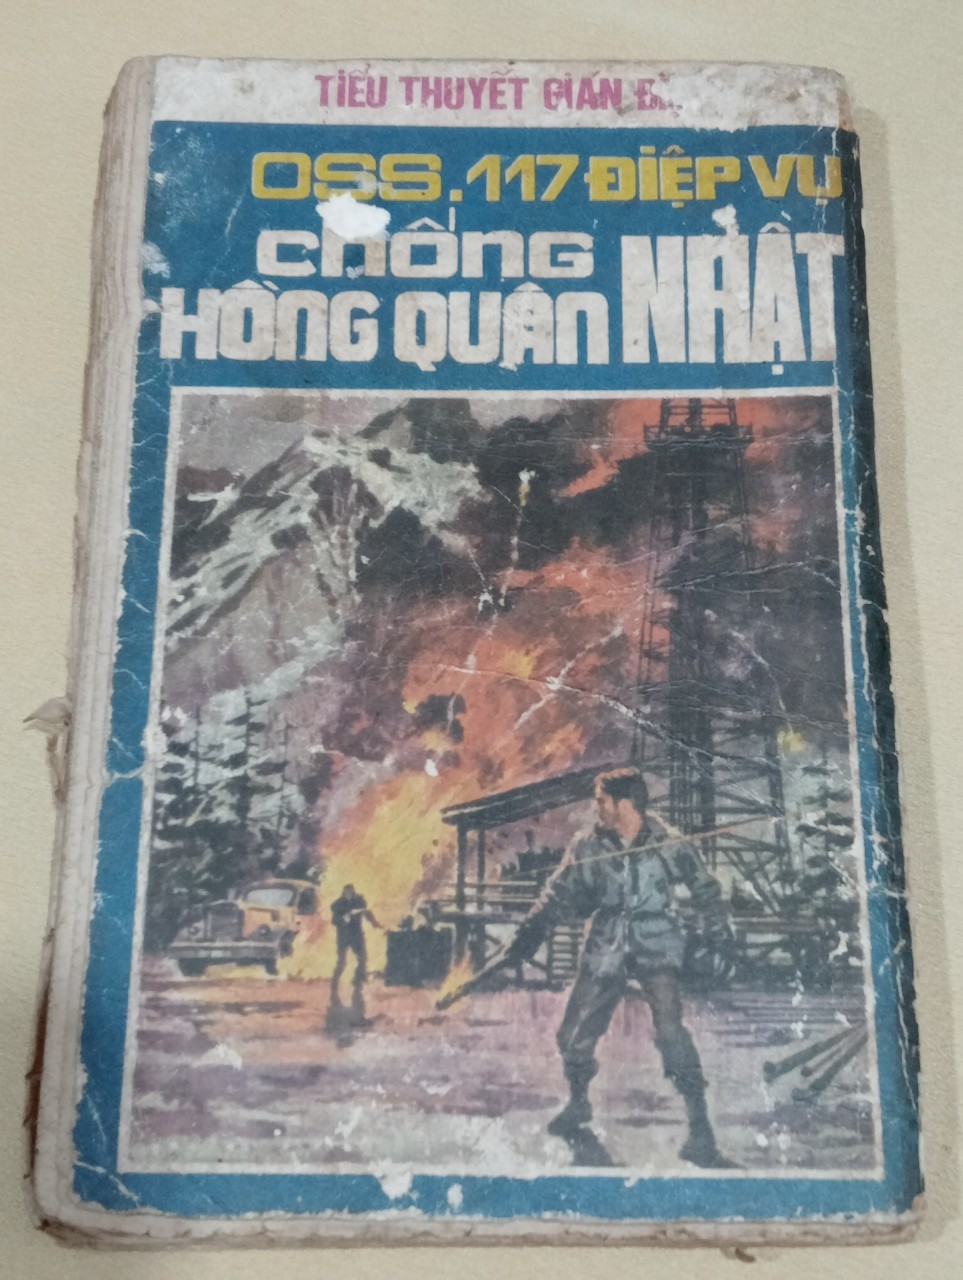 TIỂU THUYẾT GIÁN
OSS.117 ĐIỆP VỤ
CHỐNG
HỒNG QUÂN NHẬT